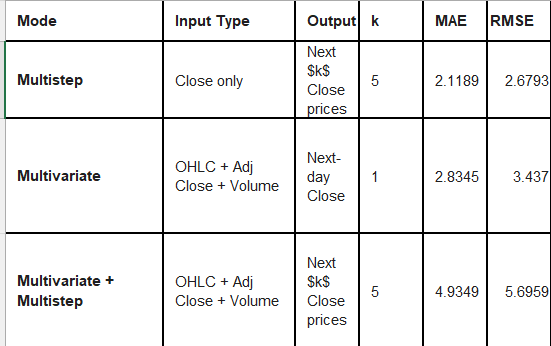 Mode Input Type Output k MAE RMSE
Multistep Close only Next $k$ Close prices 5 2.1189 2.6793
Multivariate OHLC + Adj Close + Volume Next-day Close 1 2.8345 3.437
Multivariate + Multistep OHLC + Adj Close + Volume Next $k$ Close prices 5 4.9349 5.6959